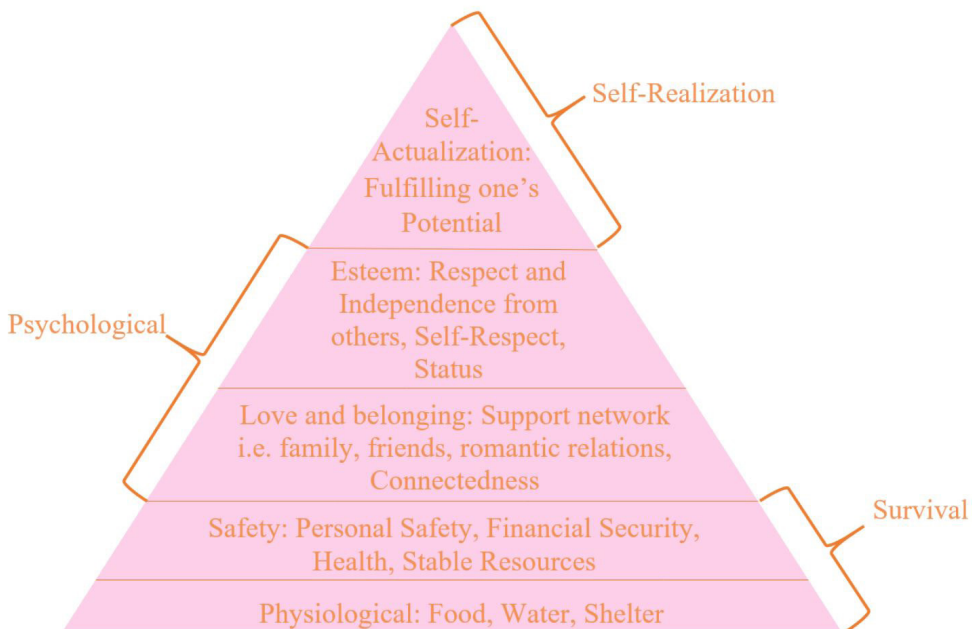 Self-Realization
Self-
Actualization:
Fulfilling one’s
Potential
Esteem: Respect and
Independence from
others, Self-Respect,
Status
Psychological
Love and belonging: Support network
i.e. family, friends, romantic relations,
Connectedness
Survival
Safety: Personal Safety, Financial Security,
Health, Stable Resources
Physiological: Food, Water, Shelter